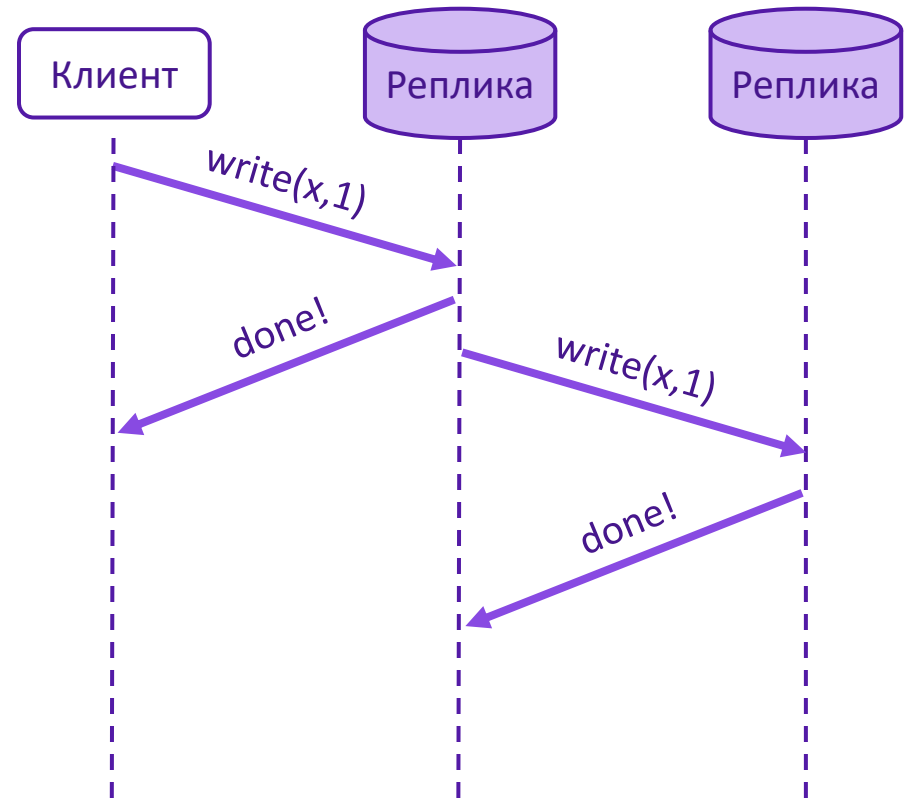 Клиент
Реплика
Реплика
write(x,1)
done!
write(x,1)
done!